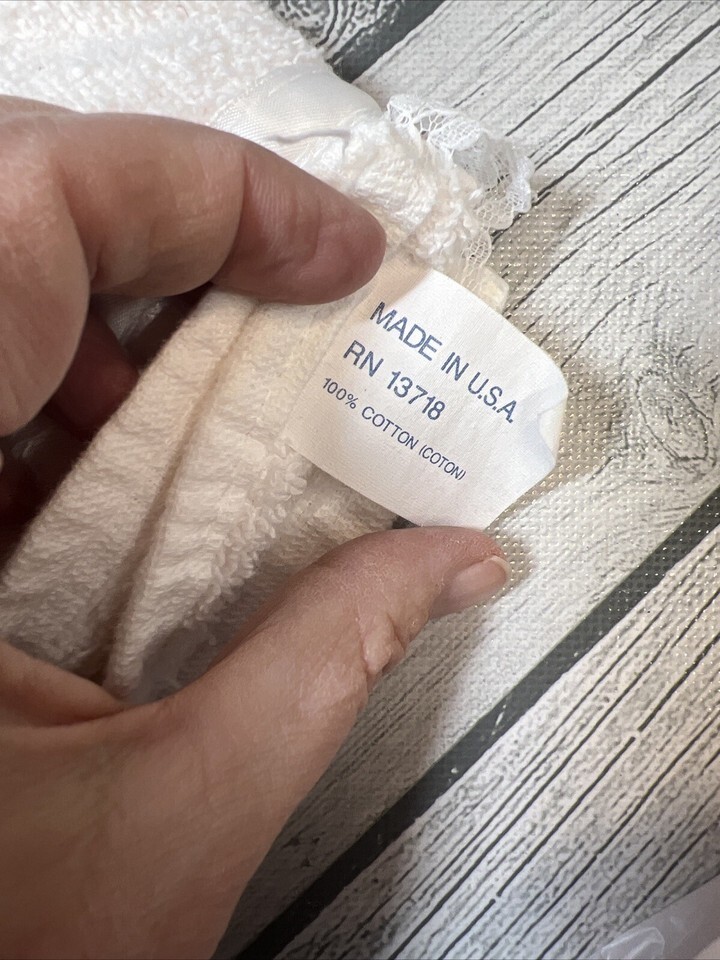 MADE IN U.S.A.
RN 13718
100% COTTON (COTON)